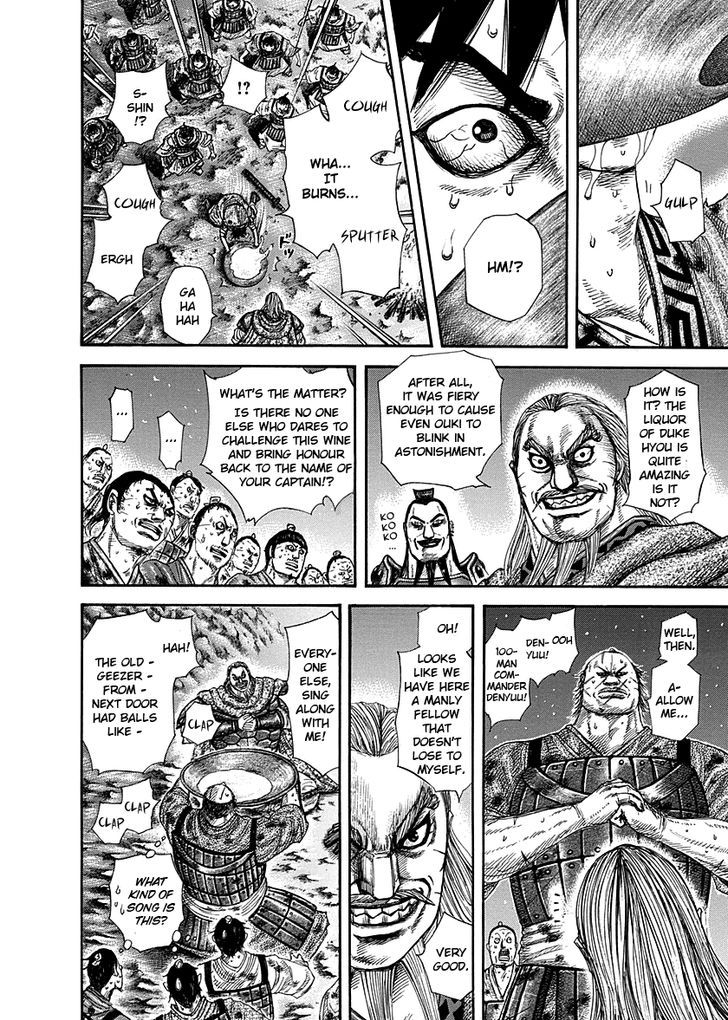 GULP
HM!?
COUGH
WHA...
IT
BURNS...
SPUTTER
!?
S-
SHIN
!?
COUGH
ERGH
ドッ
GA
HA
HAH
HOW IS
IT? THE
LIQUOR
OF DUKE
HYOU IS
QUITE
AMAZING
IS IT
NOT?
AFTER ALL,
IT WAS FIERY
ENOUGH TO CAUSE
EVEN OUKI TO
BLINK IN
ASTONISHMENT.
KO
KO
KO
...
WHAT'S THE MATTER?
IS THERE NO ONE
ELSE WHO DARES TO
CHALLENGE THIS WINE
AND BRING HONOUR
BACK TO THE NAME OF
YOUR CAPTAIN!?
...
...
WELL,
THEN.
A-
ALLOW
ME...
OOH
DEN-
YUU!
100-
MAN
COM-
MANDER
DENYUU!
OH!
LOOKS
LIKE WE
HAVE HERE
A MANLY
FELLOW
THAT
DOESN'T
LOSE TO
MYSELF.
VERY
GOOD.
EVERY-
ONE
ELSE,
SING
ALONG
WITH
ME!
HAH!
THE OLD -
GEEZER -
FROM -
NEXT DOOR
HAD BALLS
LIKE -
CLAP
CLAP
CLAP
WHAT
KIND OF
SONG IS
THIS?